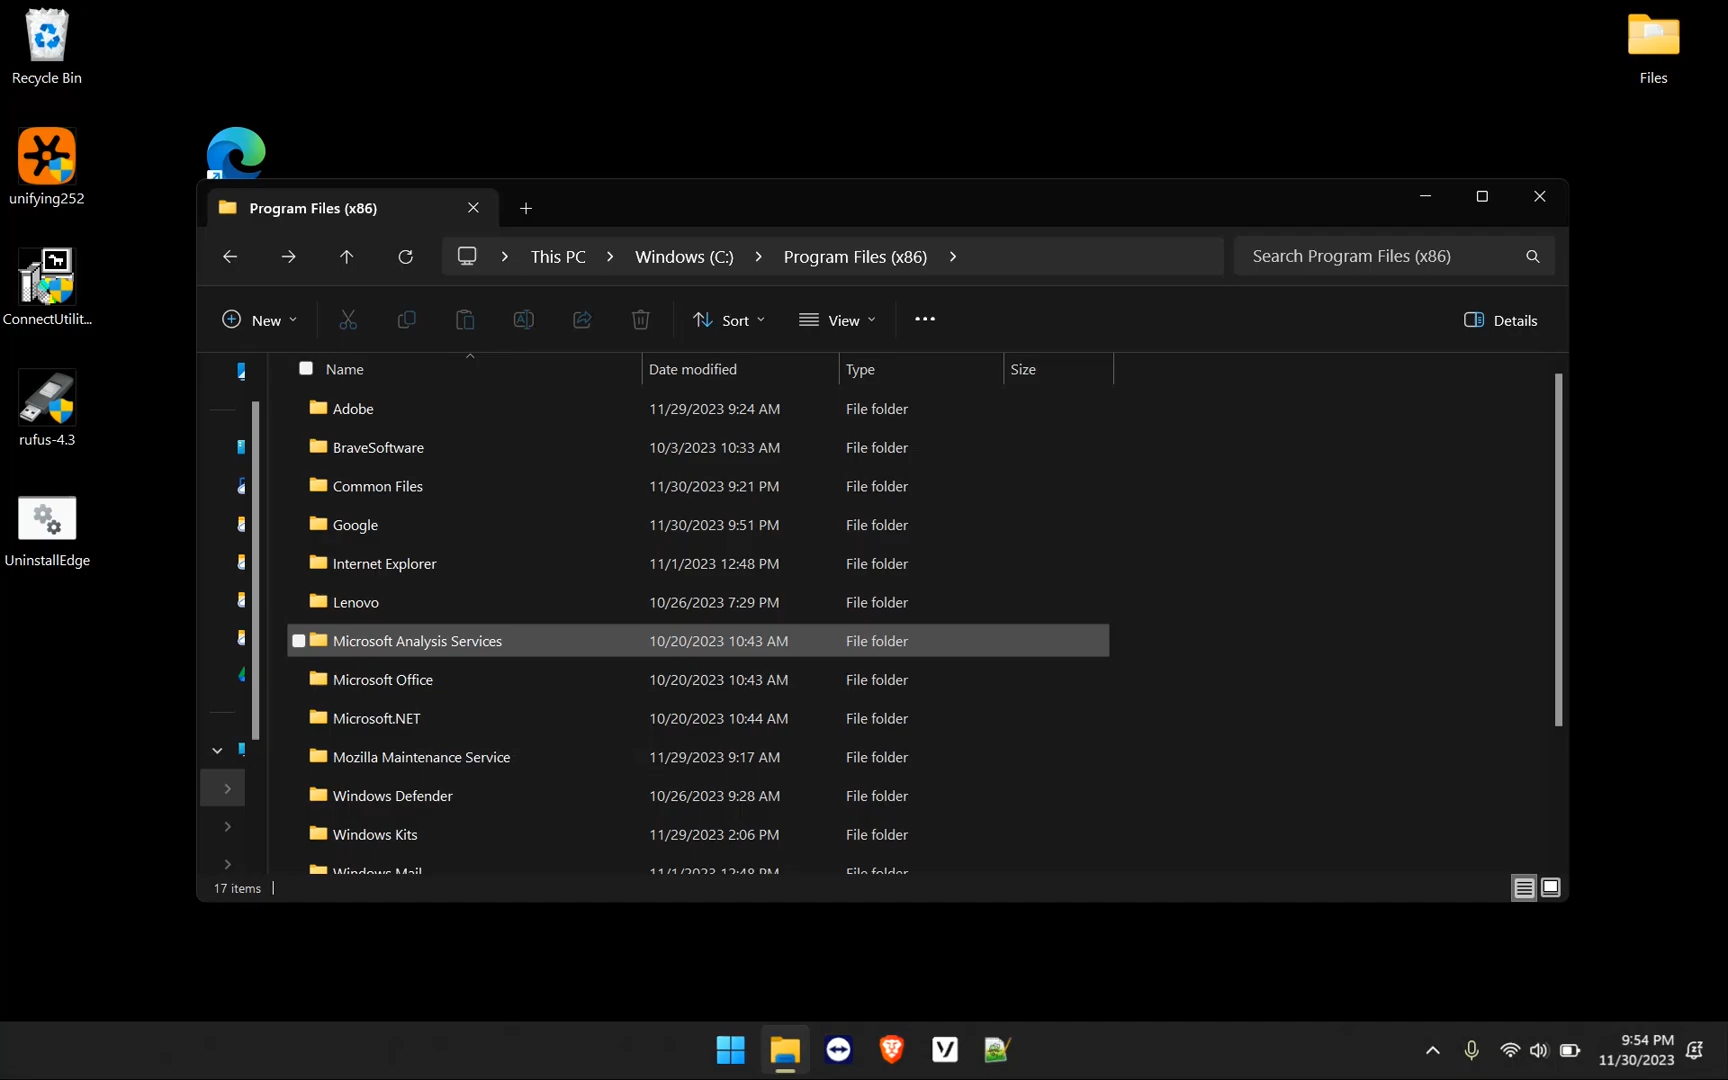 Recycle Bin
Files
unifying252
ConnectUtilit...
rufus-4.3
UninstallEdge
Program Files (x86)
This PC > Windows (C:) > Program Files (x86) >
Search Program Files (x86)
New
Sort
View
Details
Name Date modified Type Size
Adobe 11/29/2023 9:24 AM File folder
BraveSoftware 10/3/2023 10:33 AM File folder
Common Files 11/30/2023 9:21 PM File folder
Google 11/30/2023 9:51 PM File folder
Internet Explorer 11/1/2023 12:48 PM File folder
Lenovo 10/26/2023 7:29 PM File folder
Microsoft Analysis Services 10/20/2023 10:43 AM File folder
Microsoft Office 10/20/2023 10:43 AM File folder
Microsoft.NET 10/20/2023 10:44 AM File folder
Mozilla Maintenance Service 11/29/2023 9:17 AM File folder
Windows Defender 10/26/2023 9:28 AM File folder
Windows Kits 11/29/2023 2:06 PM File folder
Windows Mail 11/1/2023 12:48 PM File folder
17 items
9:54 PM
11/30/2023